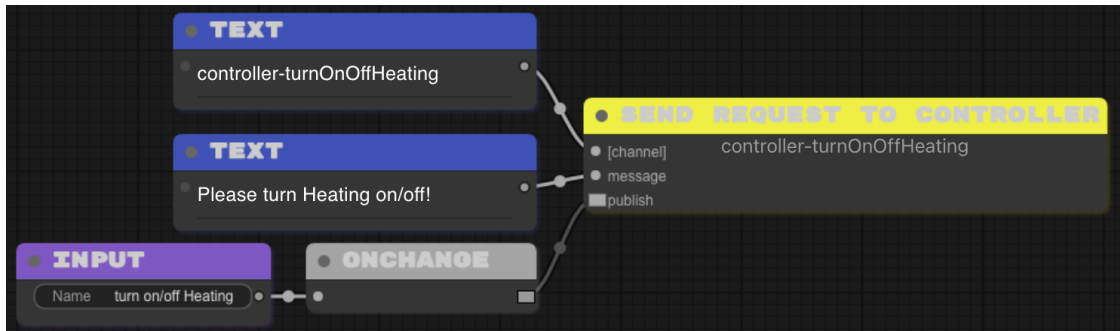 TEXT
controller-turnOnOffHeating
SEND REQUEST TO CONTROLLER
[channel] controller-turnOnOffHeating
message
publish
TEXT
Please turn Heating on/off!
INPUT
Name turn on/off Heating
ONCHANGE